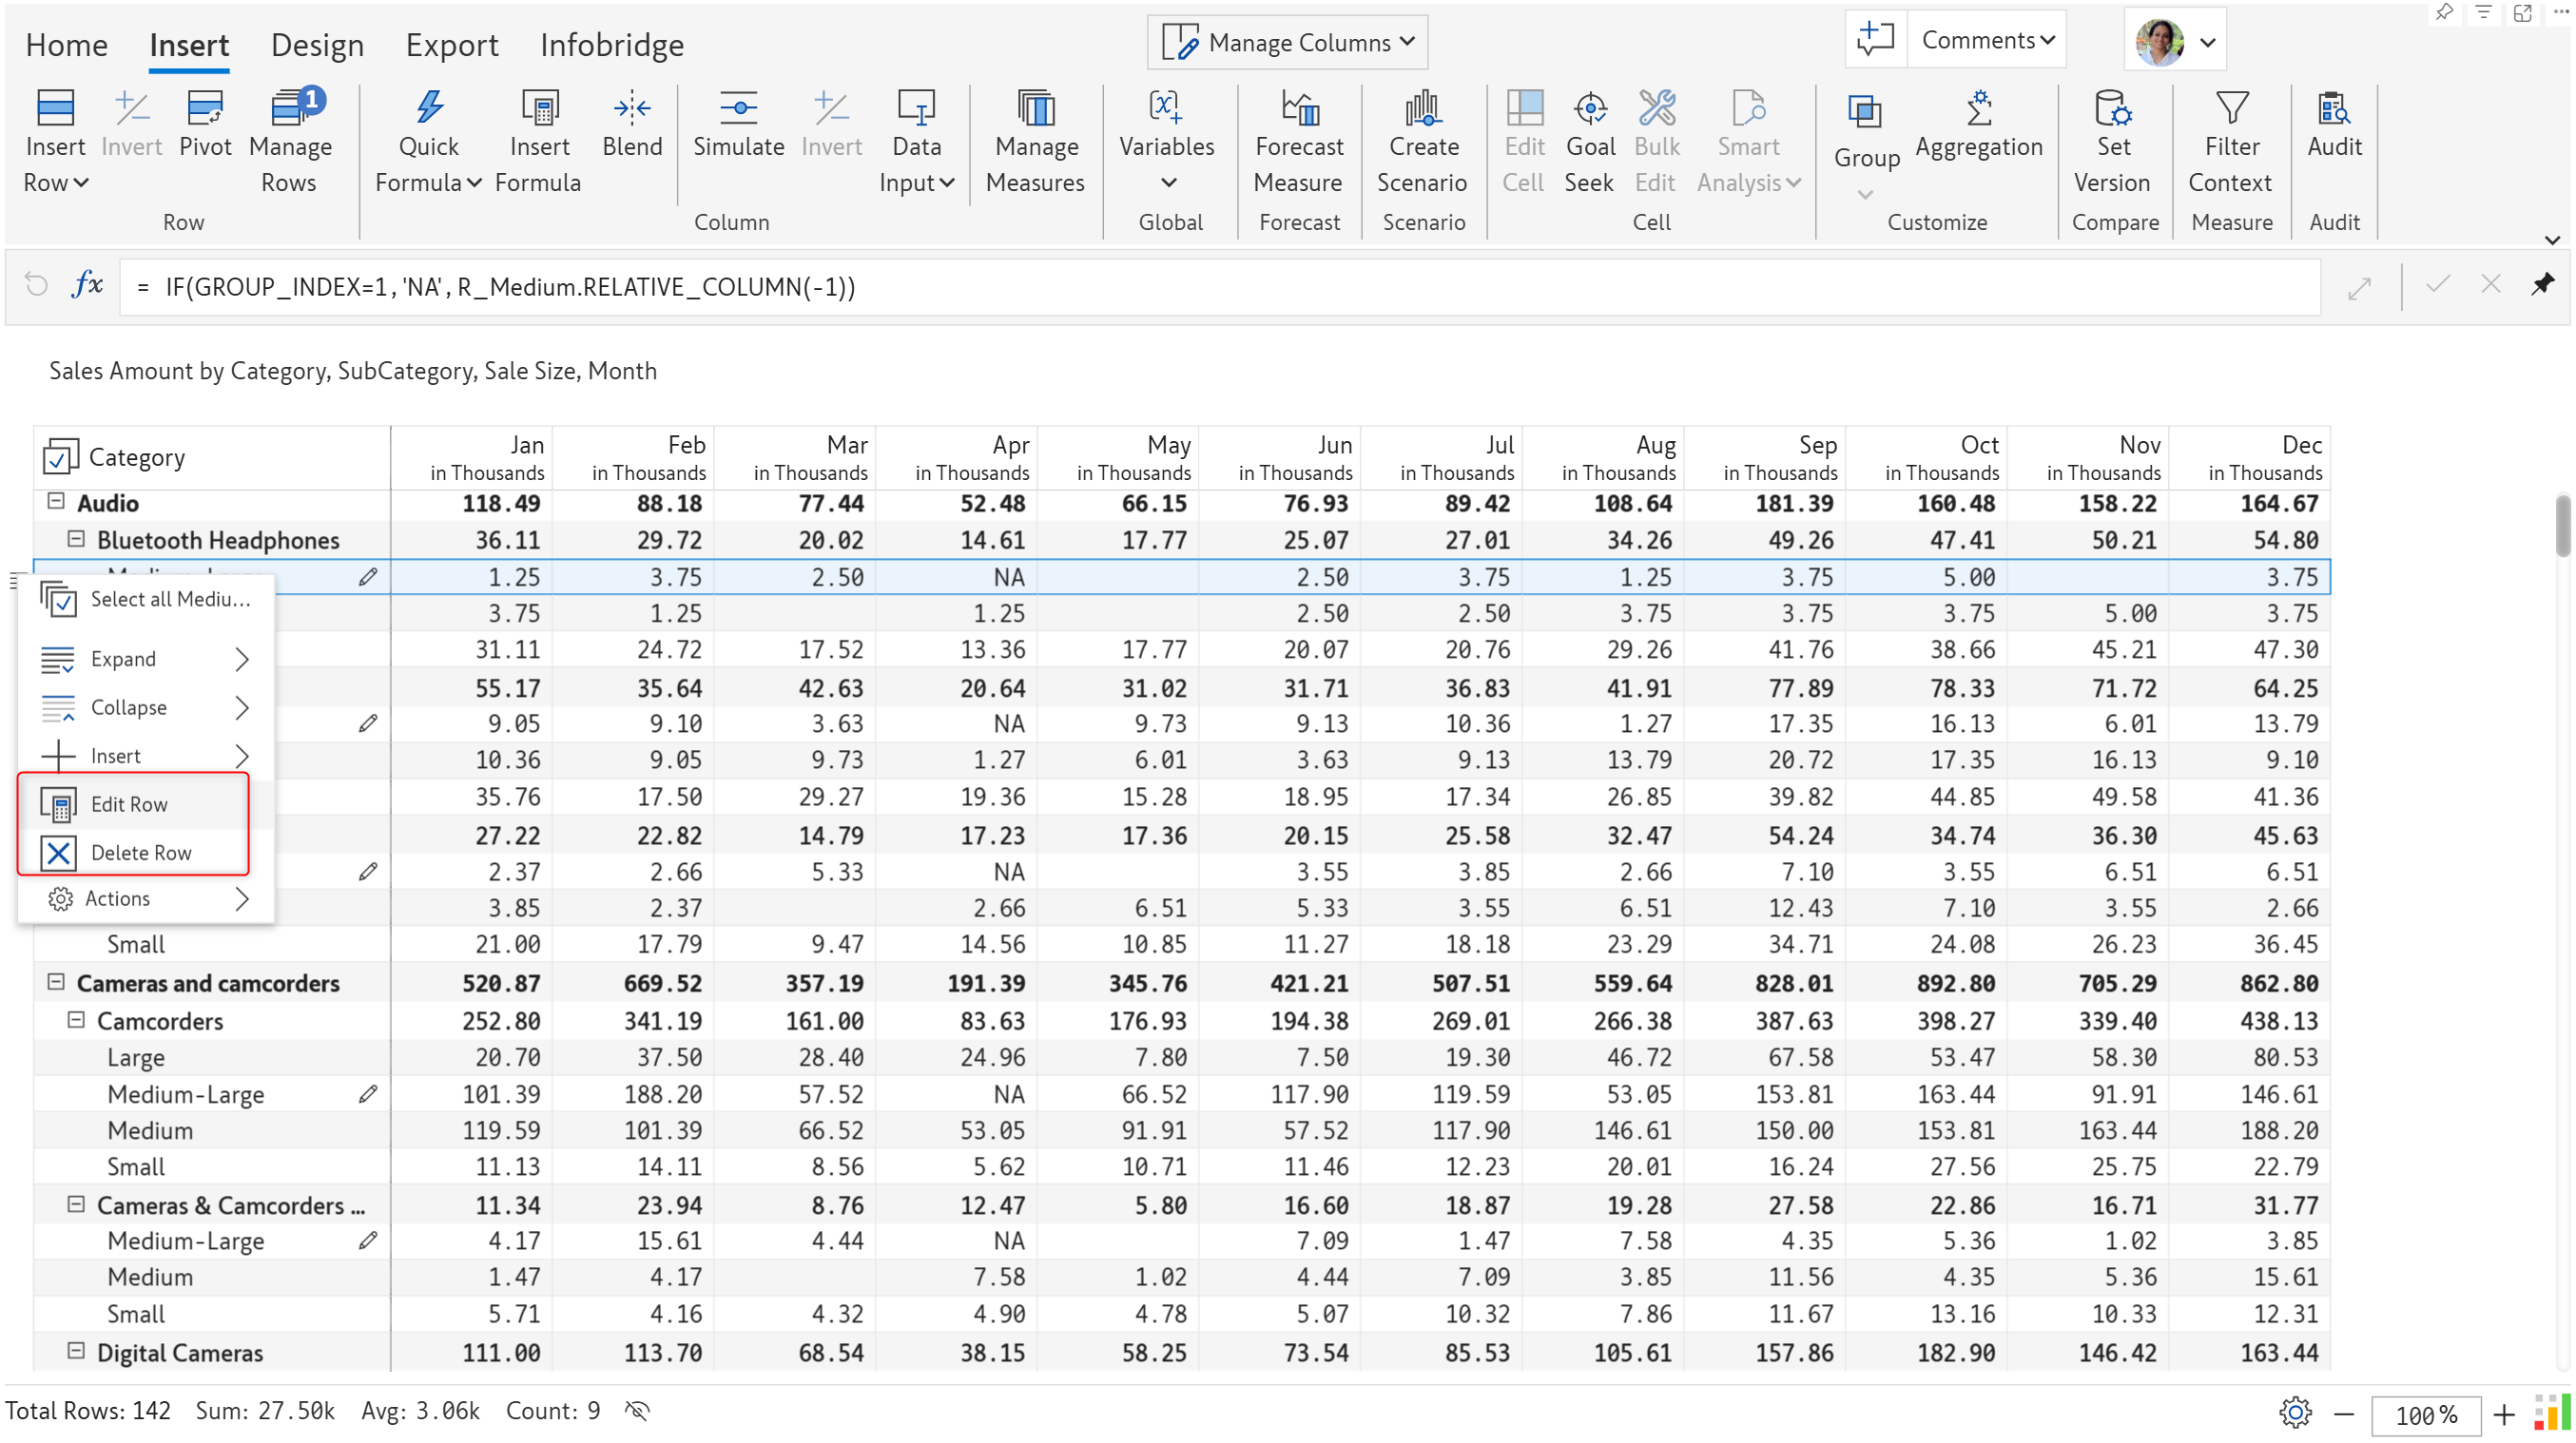 Home Insert Design Export Infobridge Manage Columns Comments
Insert Row Invert Pivot Manage Rows 1 Quick Formula Insert Formula Blend Simulate Invert Data Input Manage Measures Variables Forecast Measure Create Scenario Edit Cell Goal Seek Bulk Edit Smart Analysis Group Aggregation Set Version Filter Context Audit
Row Column Global Forecast Scenario Cell Customize Compare Measure Audit
fx = IF(GROUP_INDEX=1,'NA',R_Medium.RELATIVE_COLUMN(-1))
Sales Amount by Category, SubCategory, Sale Size, Month
Category Jan Feb Mar Apr May Jun Jul Aug Sep Oct Nov Dec
in Thousands in Thousands in Thousands in Thousands in Thousands in Thousands in Thousands in Thousands in Thousands in Thousands in Thousands in Thousands
Audio 118.49 88.18 77.44 52.48 66.15 76.93 89.42 108.64 181.39 160.48 158.22 164.67
Bluetooth Headphones 36.11 29.72 20.02 14.61 17.77 25.07 27.01 34.26 49.26 47.41 50.21 54.80
1.25 3.75 2.50 NA 2.50 3.75 1.25 3.75 5.00 3.75
Select all Mediu...
3.75 1.25 1.25 2.50 2.50 3.75 3.75 3.75 5.00 3.75
Expand
31.11 24.72 17.52 13.36 17.77 20.07 20.76 29.26 41.76 38.66 45.21 47.30
55.17 35.64 42.63 20.64 31.02 31.71 36.83 41.91 77.89 78.33 71.72 64.25
Collapse
9.05 9.10 3.63 NA 9.73 9.13 10.36 1.27 17.35 16.13 6.01 13.79
Insert
10.36 9.05 9.73 1.27 6.01 3.63 9.13 13.79 20.72 17.35 16.13 9.10
Edit Row
35.76 17.50 29.27 19.36 15.28 18.95 17.34 26.85 39.82 44.85 49.58 41.36
27.22 22.82 14.79 17.23 17.36 20.15 25.58 32.47 54.24 34.74 36.30 45.63
Delete Row
2.37 2.66 5.33 NA 3.55 3.85 2.66 7.10 3.55 6.51 6.51
Actions
3.85 2.37 2.66 6.51 5.33 3.55 6.51 12.43 7.10 3.55 2.66
Small 21.00 17.79 9.47 14.56 10.85 11.27 18.18 23.29 34.71 24.08 26.23 36.45
Cameras and camcorders 520.87 669.52 357.19 191.39 345.76 421.21 507.51 559.64 828.01 892.80 705.29 862.80
Camcorders 252.80 341.19 161.00 83.63 176.93 194.38 269.01 266.38 387.63 398.27 339.40 438.13
Large 20.70 37.50 28.40 24.96 7.80 7.50 19.30 46.72 67.58 53.47 58.30 80.53
Medium-Large 101.39 188.20 57.52 NA 66.52 117.90 119.59 53.05 153.81 163.44 91.91 146.61
Medium 119.59 101.39 66.52 53.05 91.91 57.52 117.90 146.61 150.00 153.81 163.44 188.20
Small 11.13 14.11 8.56 5.62 10.71 11.46 12.23 20.01 16.24 27.56 25.75 22.79
Cameras & Camcorders ... 11.34 23.94 8.76 12.47 5.80 16.60 18.87 19.28 27.58 22.86 16.71 31.77
Medium-Large 4.17 15.61 4.44 NA 7.09 1.47 7.58 4.35 5.36 1.02 3.85
Medium 1.47 4.17 7.58 1.02 4.44 7.09 3.85 11.56 4.35 5.36 15.61
Small 5.71 4.16 4.32 4.90 4.78 5.07 10.32 7.86 11.67 13.16 10.33 12.31
Digital Cameras 111.00 113.70 68.54 38.15 58.25 73.54 85.53 105.61 157.86 182.90 146.42 163.44
Total Rows: 142 Sum: 27.50k Avg: 3.06k Count: 9 100 %